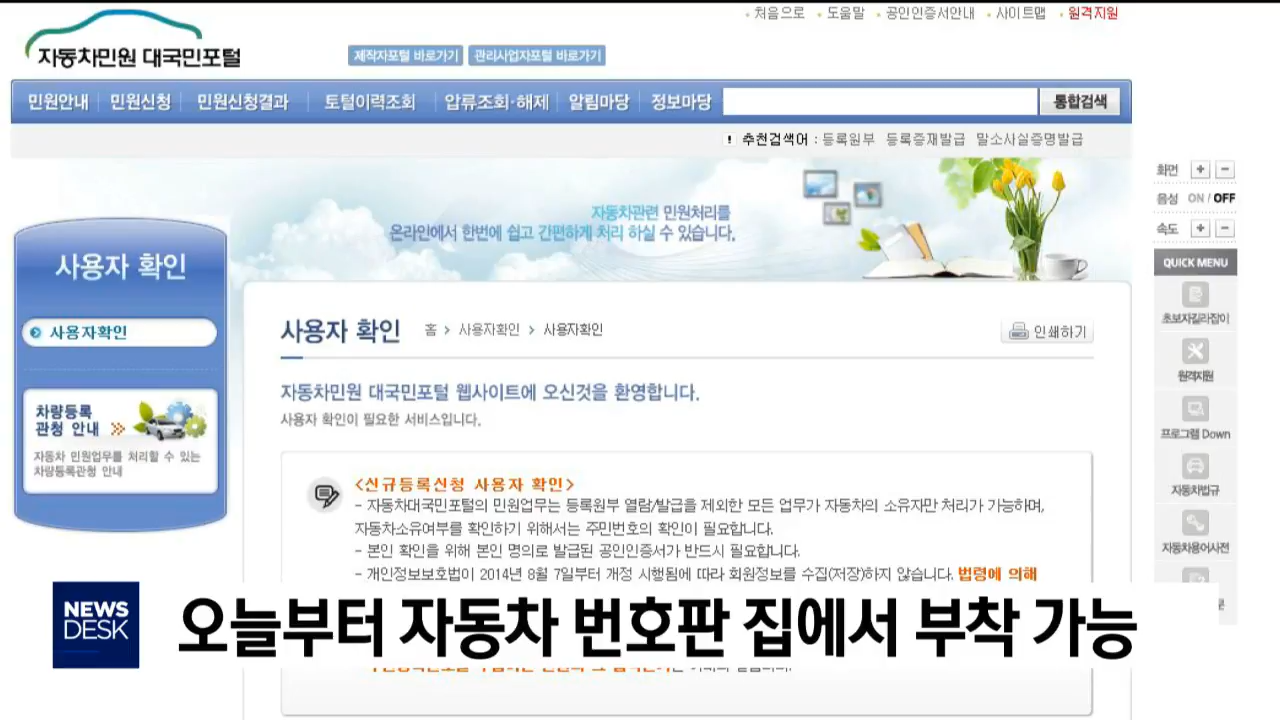 처음으로 도움말 공인인증서안내 사이트맵 원격지원
자동차민원 대국민포털
제작자포털 바로가기 관리사업자포털 바로가기
민원안내 민원신청 민원신청결과 토털이력조회 압류조회·해제 알림마당 정보마당 통합검색
! 추천검색어 : 등록원부 등록증재발급 말소사실증명발급
화면 + -
음성 ON / OFF
속도 + -
자동차관련 민원처리를
온라인에서 한번에 쉽고 간편하게 처리 하실 수 있습니다.
사용자 확인
사용자확인
차량등록
관청 안내
자동차 민원업무를 처리할 수 있는
차량등록관청 안내
사용자 확인 홈 > 사용자확인 > 사용자확인
인쇄하기
자동차민원 대국민포털 웹사이트에 오신것을 환영합니다.
사용자 확인이 필요한 서비스입니다.
<신규등록신청 사용자 확인>
- 자동차대국민포털의 민원업무는 등록원부 열람/발급을 제외한 모든 업무가 자동차의 소유자만 처리가 가능하며,
자동차소유여부를 확인하기 위해서는 주민번호의 확인이 필요합니다.
- 본인 확인을 위해 본인 명의로 발급된 공인인증서가 반드시 필요합니다.
- 개인정보보호법이 2014년 8월 7일부터 개정 시행됨에 따라 회원정보를 수집(저장)하지 않습니다. 법령에 의해
QUICK MENU
초보자길라잡이
원격지원
프로그램 Down
자동차법규
자동차용어사전
NEWS
DESK
오늘부터 자동차 번호판 집에서 부착 가능